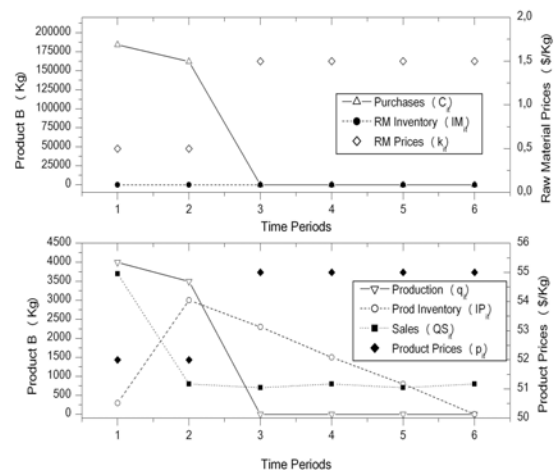 200000
175000
150000
125000
100000
75000
50000
25000
0
Product B ( Kg)
2,0
1,5
1,0
0,5
0,0
Raw Material Prices ( $/Kg)
Purchases ( C_it)
RM Inventory ( IM_it)
RM Prices ( k_it)
1 2 3 4 5 6
Time Periods
4500
4000
3500
3000
2500
2000
1500
1000
500
0
Product B ( Kg)
56
55
54
53
52
51
50
Product Prices ( $/Kg)
Production ( q_it)
Prod Inventory ( IP_it)
Sales ( QS_it)
Product Prices ( p_it)
1 2 3 4 5 6
Time Periods